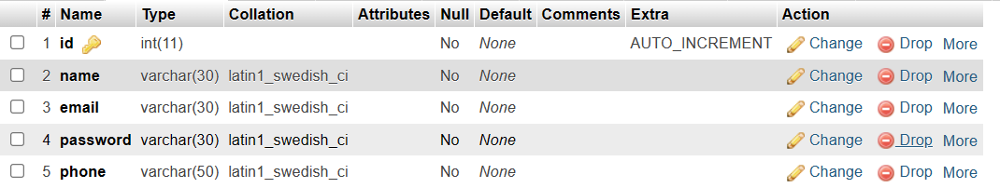 # Name Type Collation Attributes Null Default Comments Extra Action
1 id int(11) No None AUTO_INCREMENT Change Drop More
2 name varchar(30) latin1_swedish_ci No None Change Drop More
3 email varchar(30) latin1_swedish_ci No None Change Drop More
4 password varchar(30) latin1_swedish_ci No None Change Drop More
5 phone varchar(50) latin1_swedish_ci No None Change Drop More